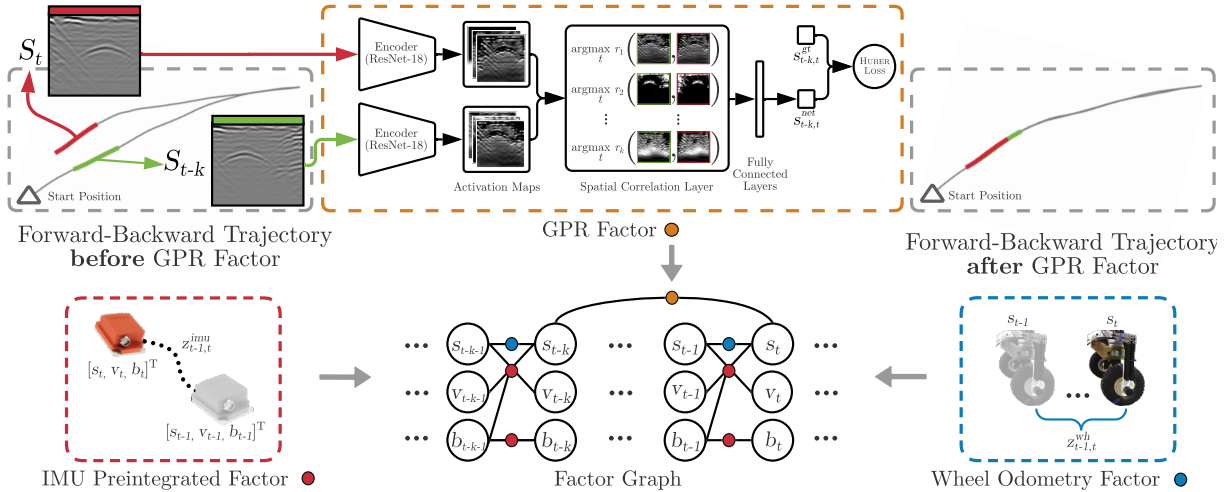 S_t
S_{t-k}
Start Position
Forward-Backward Trajectory
before GPR Factor
Encoder
(ResNet-18)
Encoder
(ResNet-18)
Activation Maps
argmax r_1
t
argmax r_2
t
⋮
argmax r_k
t
Spatial Correlation Layer
Fully
Connected
Layers
s^{gt}_{t-k,t}
s^{net}_{t-k,t}
HUBER
LOSS
GPR Factor
Start Position
Forward-Backward Trajectory
after GPR Factor
z^{imu}_{t-1,t}
[s_t, v_t, b_t]^T
[s_{t-1}, v_{t-1}, b_{t-1}]^T
IMU Preintegrated Factor
... s_{t-k-1} s_{t-k} ... s_{t-1} s_t ...
... v_{t-k-1} v_{t-k} ... v_{t-1} v_t ...
... b_{t-k-1} b_{t-k} ... b_{t-1} b_t ...
Factor Graph
s_{t-1} s_t
...
z^{wh}_{t-1,t}
Wheel Odometry Factor